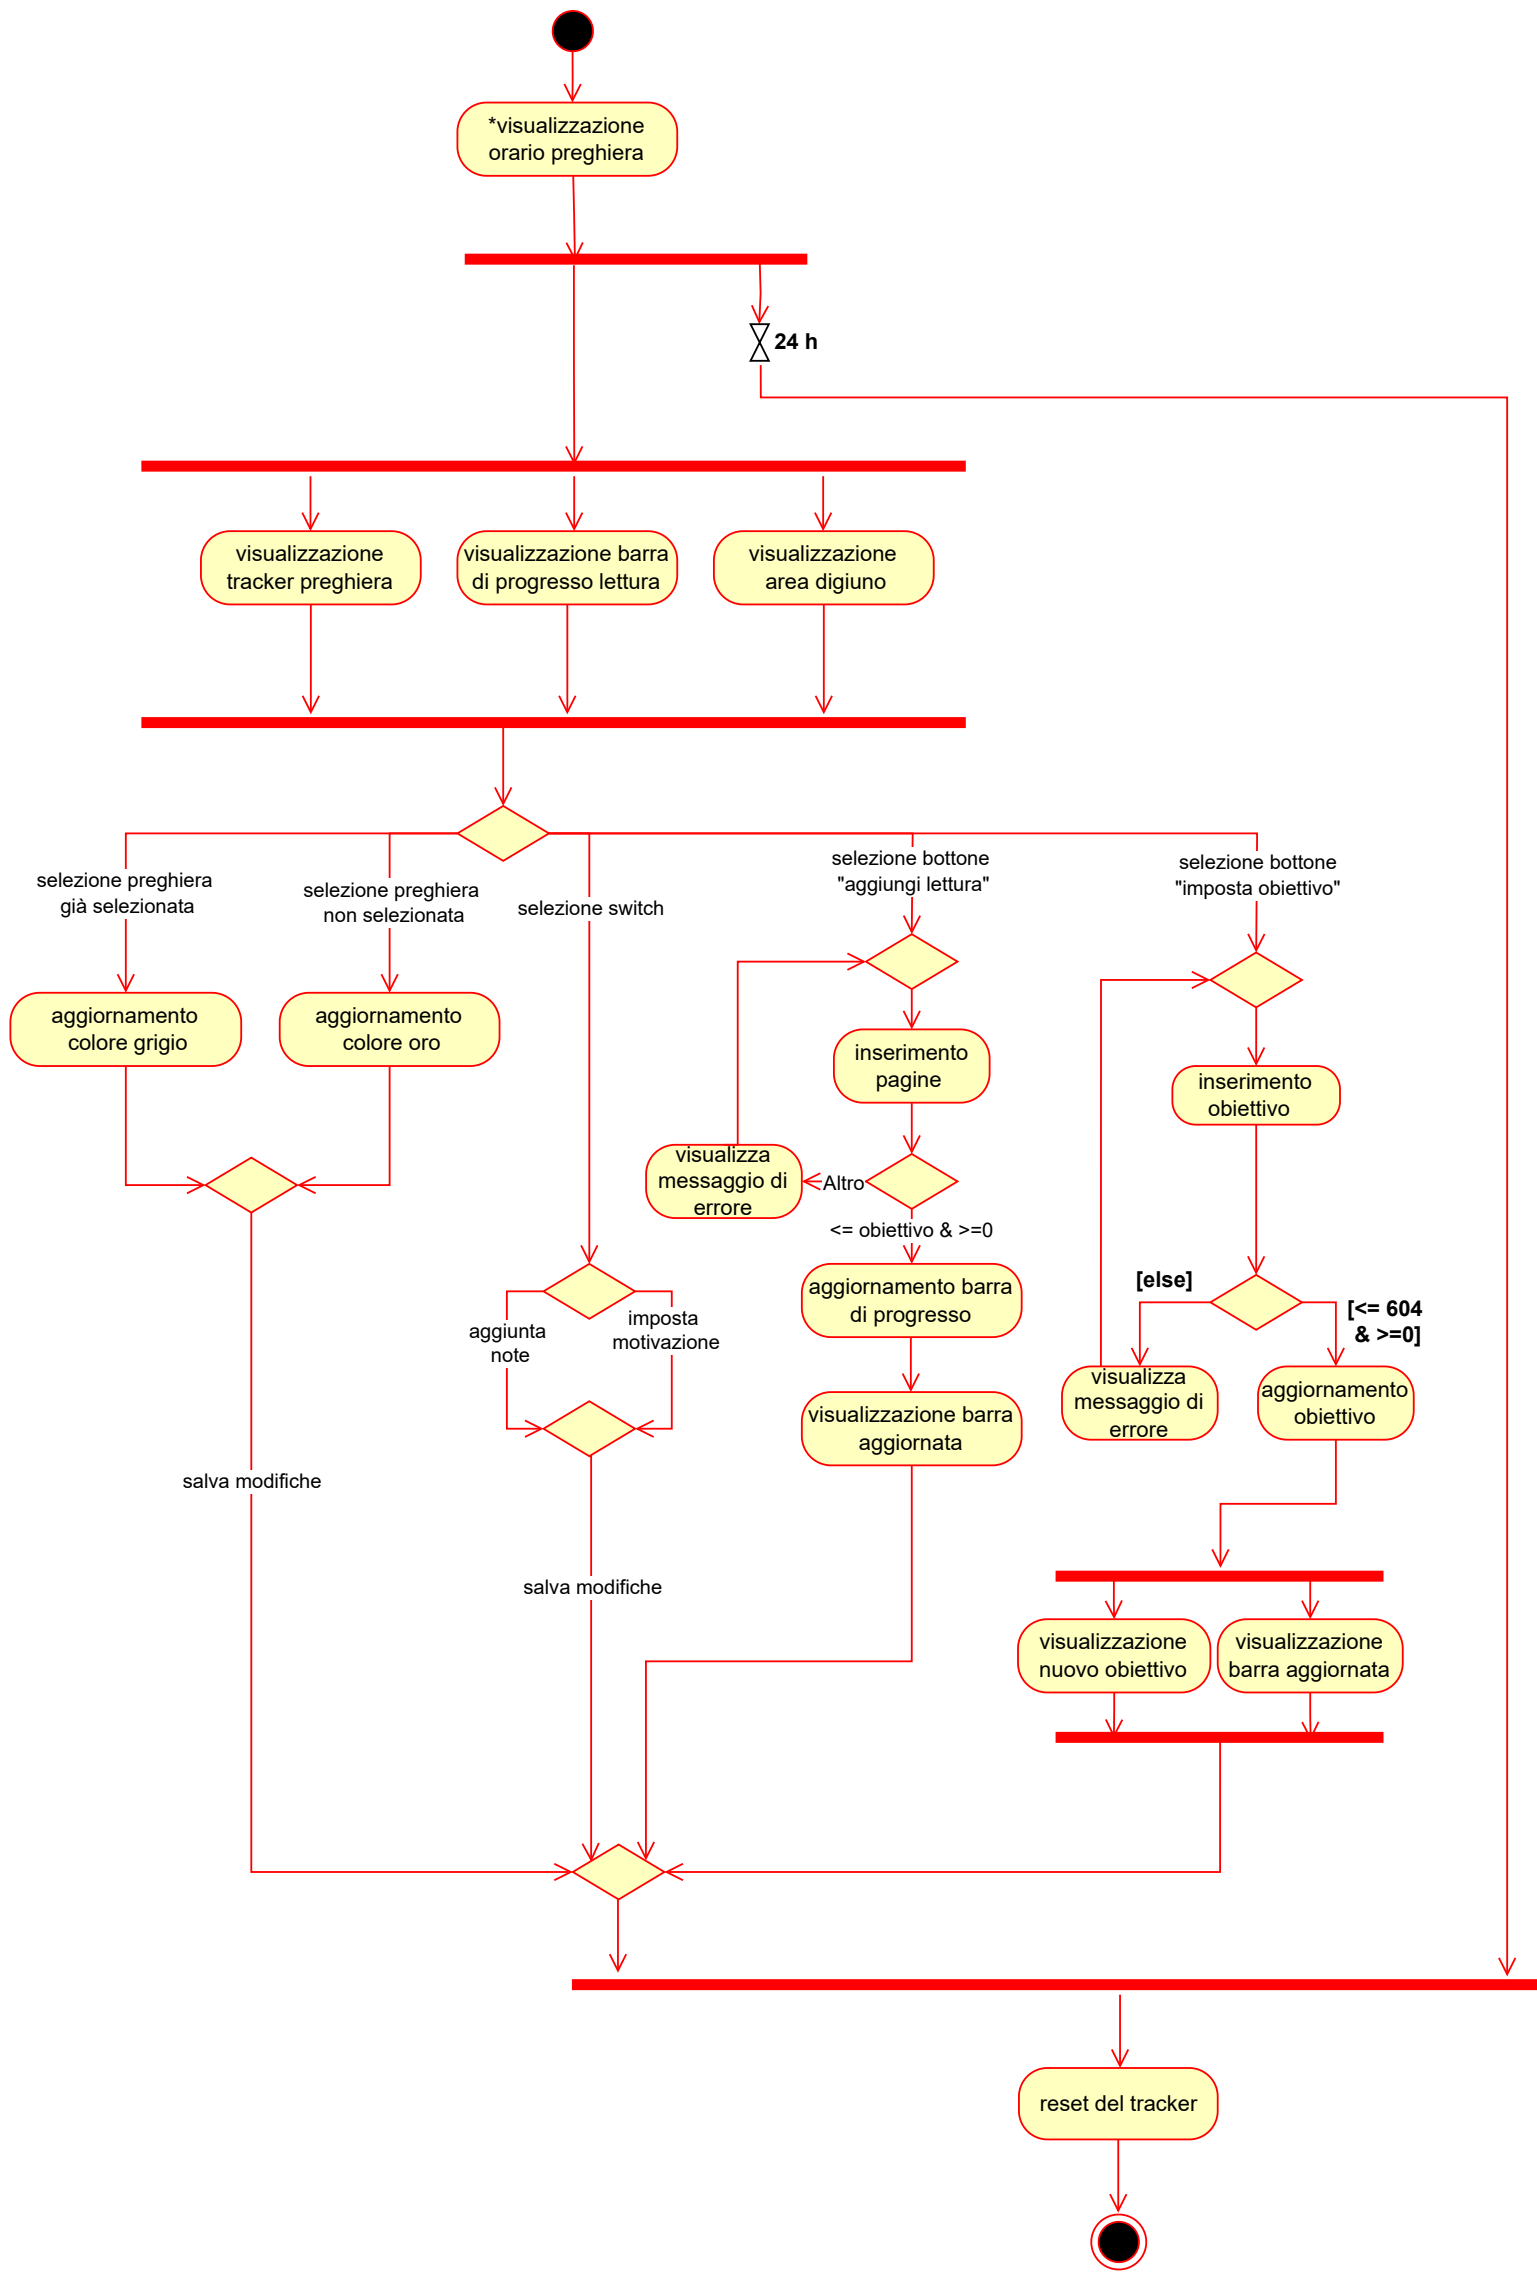 *visualizzazione
orario preghiera
24 h
visualizzazione
tracker preghiera
visualizzazione barra
di progresso lettura
visualizzazione
area digiuno
selezione preghiera
già selezionata
selezione preghiera
non selezionata
selezione switch
selezione bottone
"aggiungi lettura"
selezione bottone
"imposta obiettivo"
aggiornamento
colore grigio
aggiornamento
colore oro
inserimento
pagine
inserimento
obiettivo
visualizza
messaggio di
errore
Altro
<= obiettivo & >=0
aggiornamento barra
di progresso
[else]
[<= 604
& >=0]
aggiunta
note
imposta
motivazione
visualizza
messaggio di
errore
aggiornamento
obiettivo
visualizzazione barra
aggiornata
salva modifiche
salva modifiche
visualizzazione
nuovo obiettivo
visualizzazione
barra aggiornata
reset del tracker